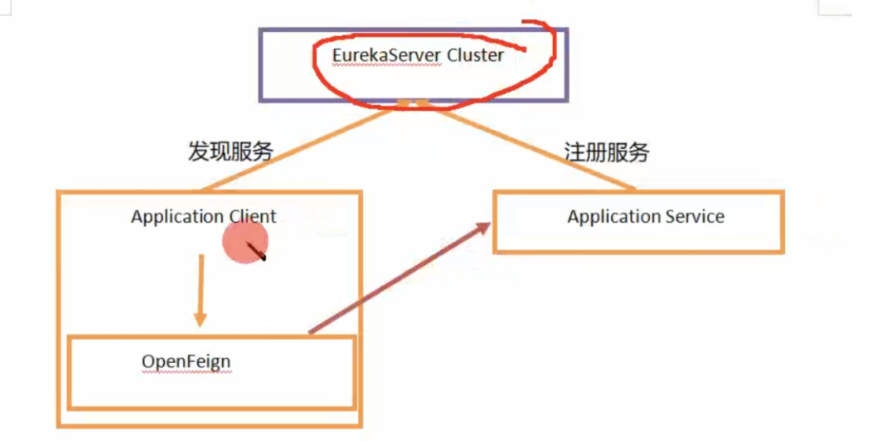 EurekaServer Cluster
发现服务
注册服务
Application Client
Application Service
OpenFeign